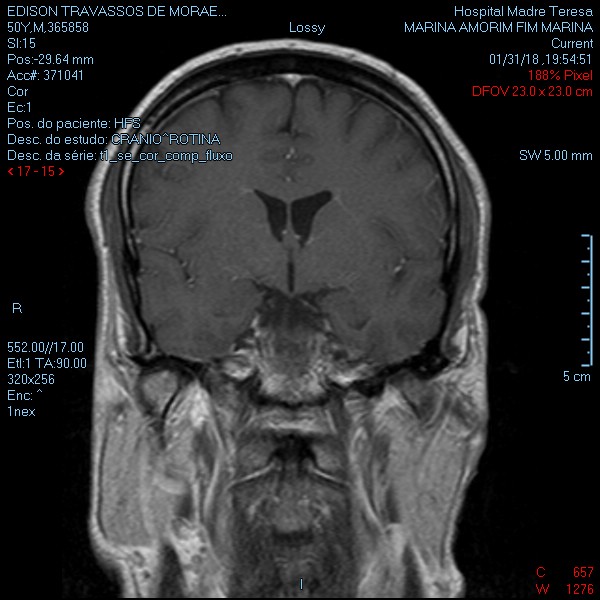 EDISON TRAVASSOS DE MORAE...
50Y,M,365858
Sl:15
Pos:-29.64 mm
Acc#: 371041
Cor
Ec:1
Pos. do paciente: HFS
Desc. do estudo: CRANIO^ROTINA
Desc. da série: t1_se_cor_comp_fluxo
< 17 - 15 >
Lossy
Hospital Madre Teresa
MARINA AMORIM FIM MARINA
Current
01/31/18 ,19:54:51
188% Pixel
DFOV 23.0 x 23.0 cm
SW 5.00 mm
R
552.00//17.00
Etl:1 TA:90.00
320x256
Enc: ^
1nex
5 cm
I
C 657
W 1276